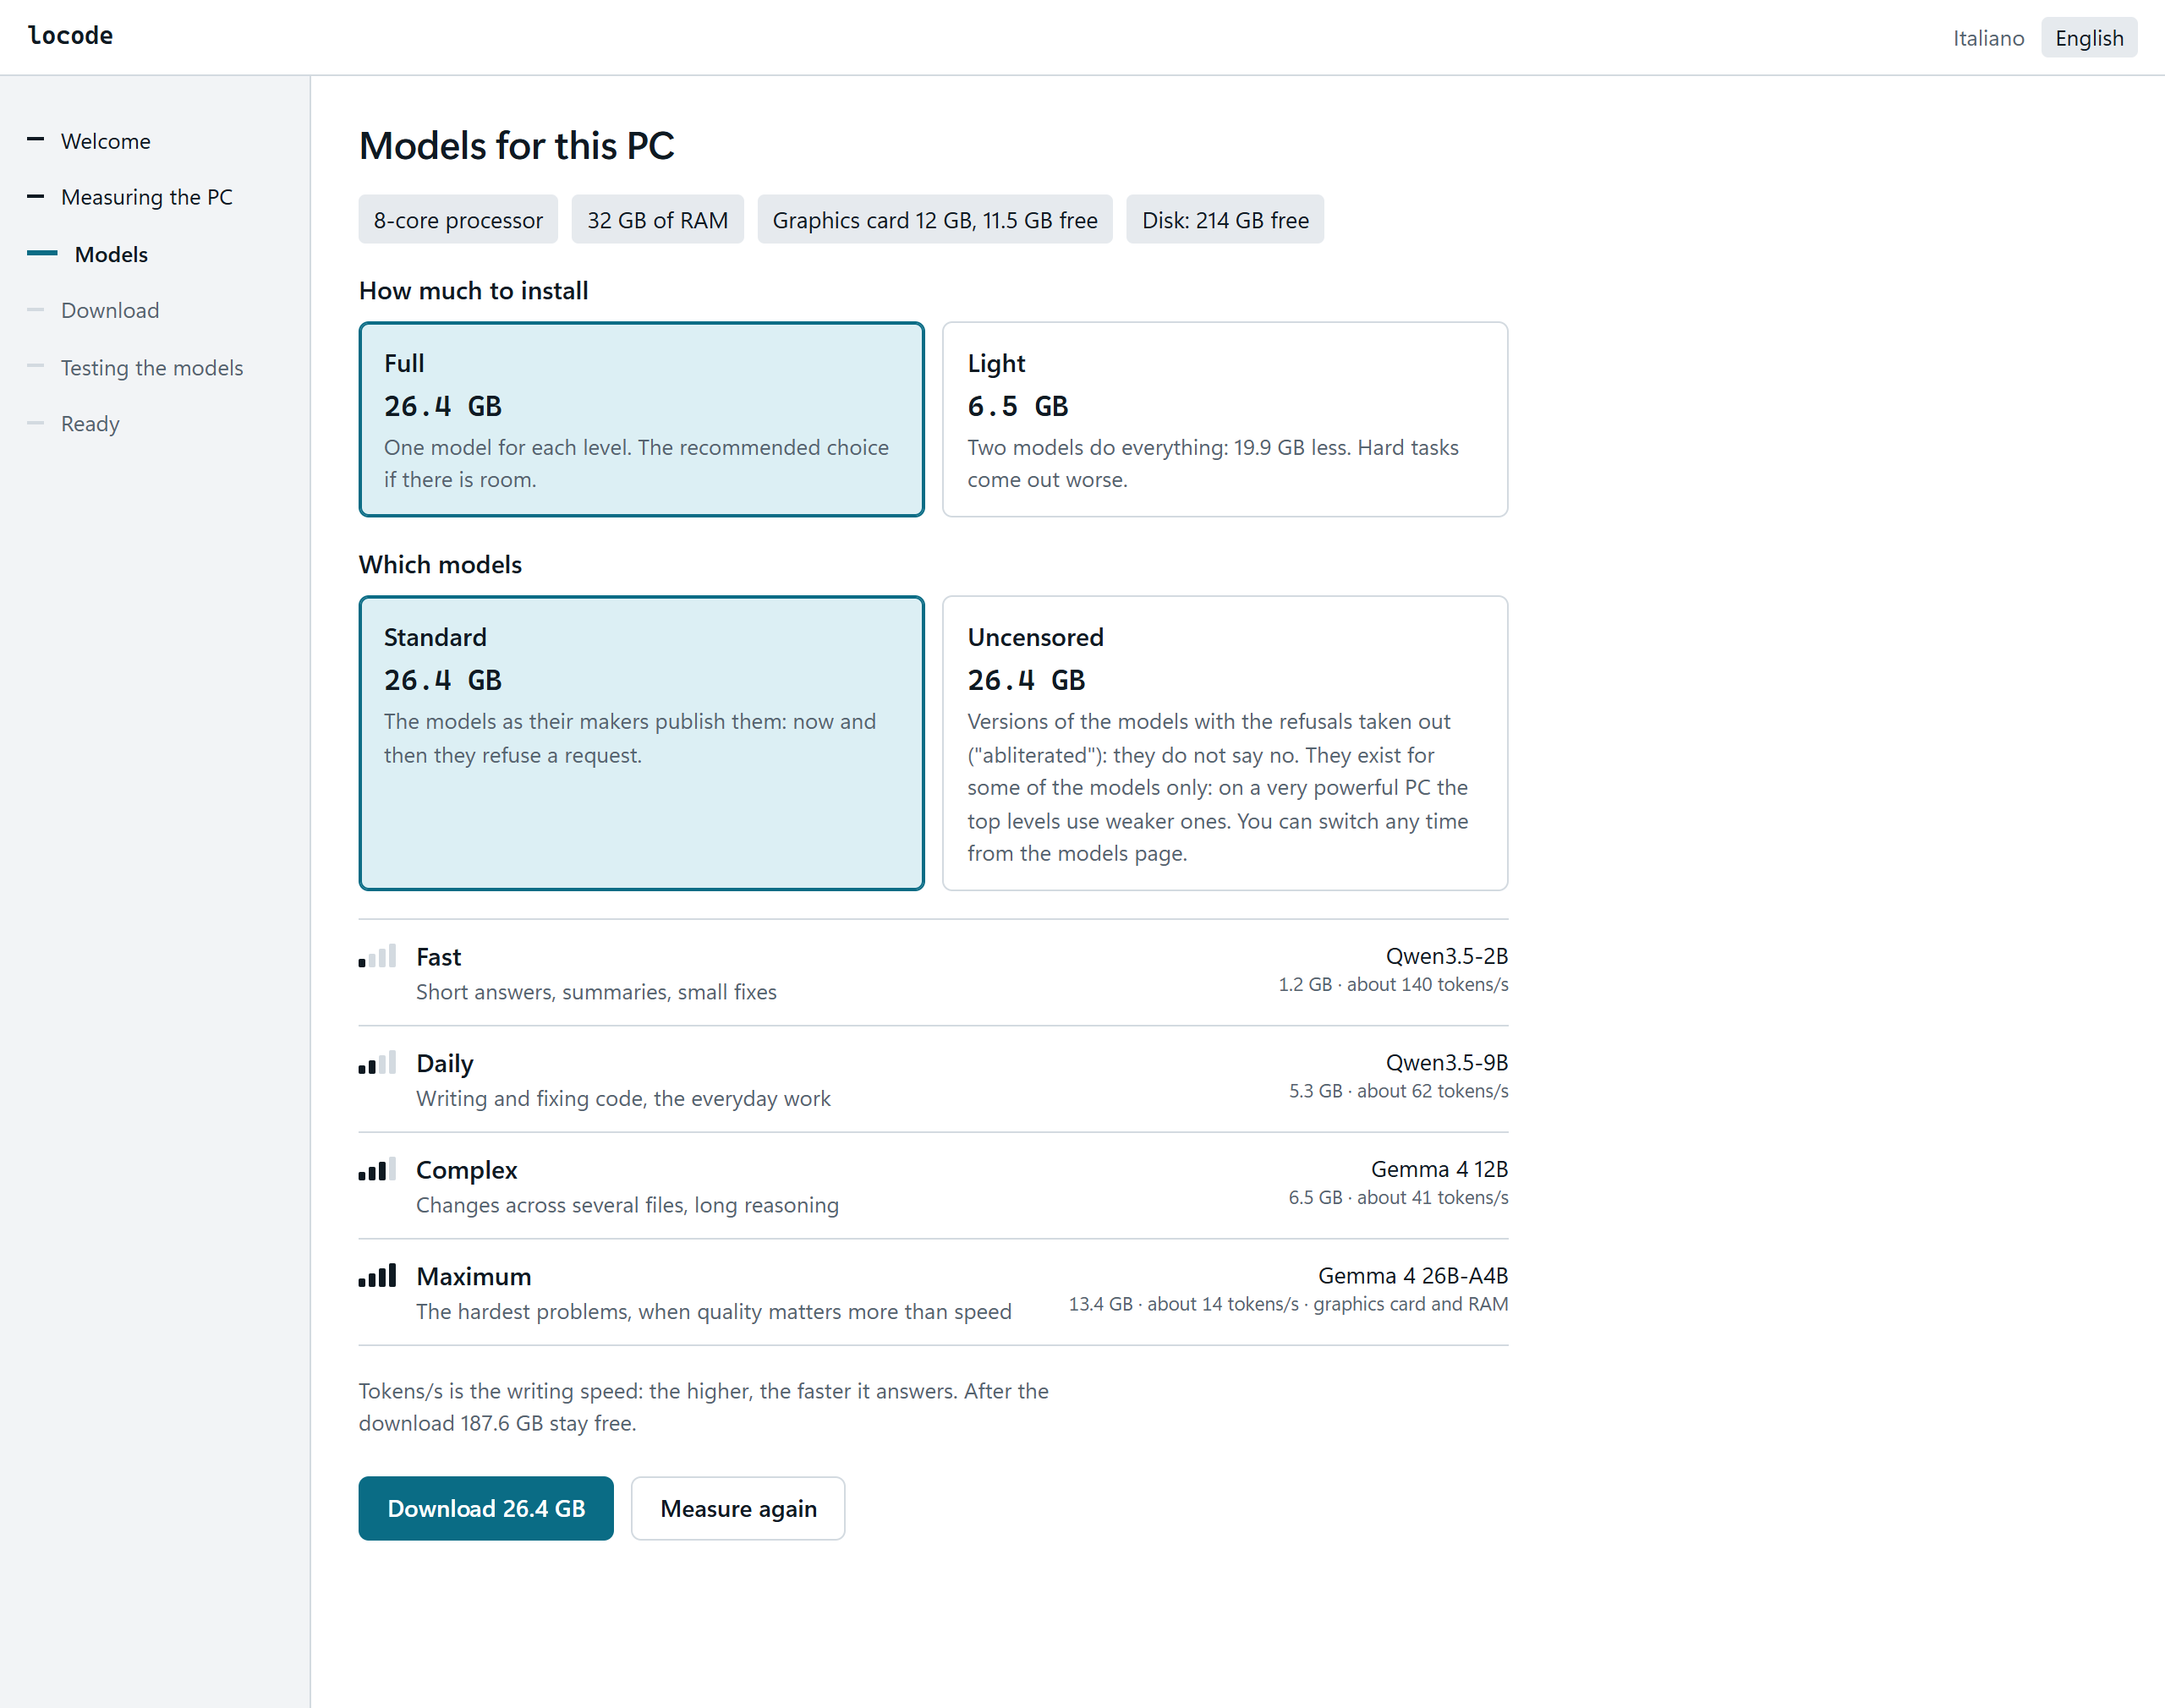 locode
Italiano
English
Welcome
Measuring the PC
Models
Download
Testing the models
Ready
Models for this PC
8-core processor
32 GB of RAM
Graphics card 12 GB, 11.5 GB free
Disk: 214 GB free
How much to install
Full
26.4 GB
One model for each level. The recommended choice
if there is room.
Light
6.5 GB
Two models do everything: 19.9 GB less. Hard tasks
come out worse.
Which models
Standard
26.4 GB
The models as their makers publish them: now and
then they refuse a request.
Uncensored
26.4 GB
Versions of the models with the refusals taken out
("abliterated"): they do not say no. They exist for
some of the models only: on a very powerful PC the
top levels use weaker ones. You can switch any time
from the models page.
Fast
Short answers, summaries, small fixes
Qwen3.5-2B
1.2 GB · about 140 tokens/s
Daily
Writing and fixing code, the everyday work
Qwen3.5-9B
5.3 GB · about 62 tokens/s
Complex
Changes across several files, long reasoning
Gemma 4 12B
6.5 GB · about 41 tokens/s
Maximum
The hardest problems, when quality matters more than speed
Gemma 4 26B-A4B
13.4 GB · about 14 tokens/s · graphics card and RAM
Tokens/s is the writing speed: the higher, the faster it answers. After the
download 187.6 GB stay free.
Download 26.4 GB
Measure again